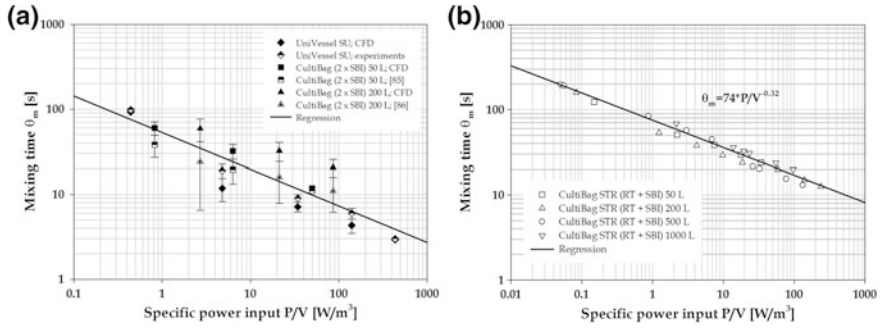 (a)
1000
100
10
1
0.1
1
10
100
1000
Mixing time θm [s]
Specific power input P/V [W/m³]
UniVessel SU; CFD
UniVessel SU; experiments
CultiBag (2 x SBI) 50 L; CFD
CultiBag (2 x SBI) 50 L; [85]
CultiBag (2 x SBI) 200 L; CFD
CultiBag (2 x SBI) 200 L; [86]
Regression
(b)
1000
100
10
1
0.01
0.1
1
10
100
1000
Mixing time θm [s]
Specific power input P/V [W/m³]
θm=74*P/V^-0.32
CultiBag STR (RT + SBI) 50 L
CultiBag STR (RT + SBI) 200 L
CultiBag STR (RT + SBI) 500 L
CultiBag STR (RT + SBI) 1000 L
Regression